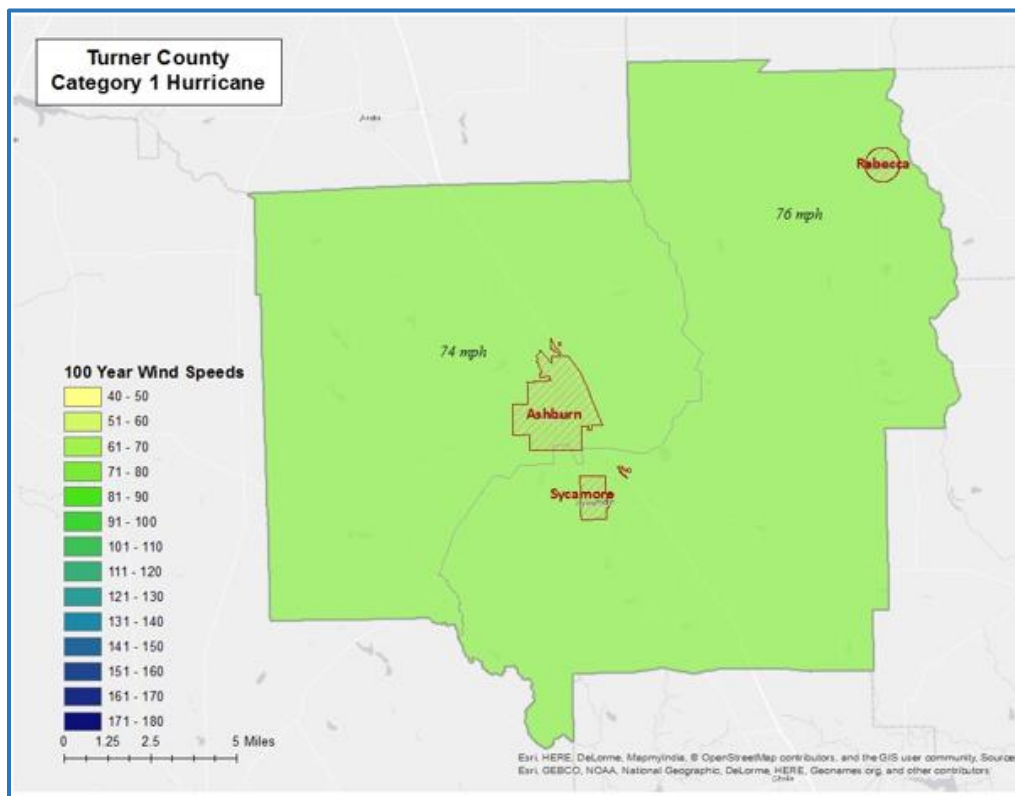 Turner County
Category 1 Hurricane
Arabi
Rebecca
76 mph
74 mph
Ashburn
Sycamore
100 Year Wind Speeds
40 - 50
51 - 60
61 - 70
71 - 80
81 - 90
91 - 100
101 - 110
111 - 120
121 - 130
131 - 140
141 - 150
151 - 160
161 - 170
171 - 180
0 1.25 2.5 5 Miles
Esri, HERE, DeLorme, MapmyIndia, © OpenStreetMap contributors, and the GIS user community, Source
Esri, GEBCO, NOAA, National Geographic, DeLorme, HERE, Geonames.org, and other contributors